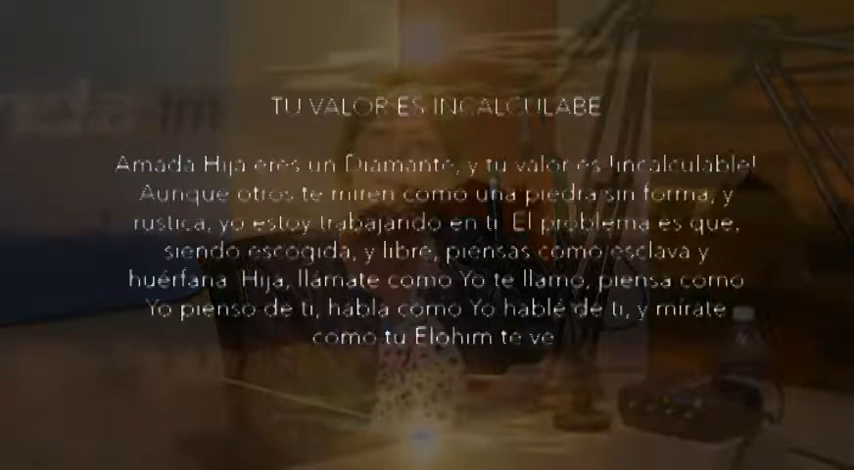 TU VALOR ES INCALCULABE
Amada Hija eres un Diamante, y tu valor es !incalculable!
Aunque otros te miren como una piedra sin forma, y
rustica, yo estoy trabajando en ti. El problema es que,
siendo escogida, y libre, piensas como esclava y
huérfana. Hija, llámate como Yo te llamo, piensa como
Yo pienso de ti, habla como Yo hablé de ti, y mirate
como tu Elohim te ve